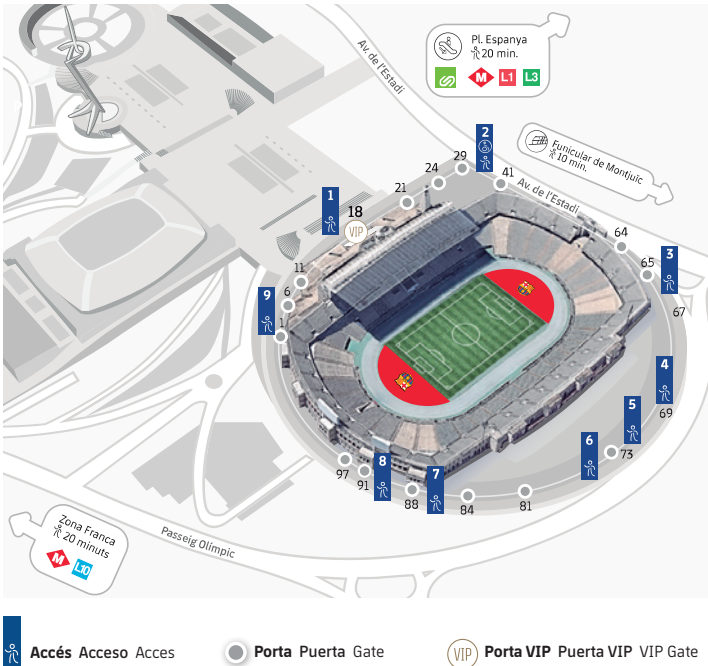 Av. de l'Estadi
Pl. Espanya
20 min.
M L1 L3
Funicular de Montjuïc
10 min.
Av. de l'Estadi
2
29
24
41
21
1
18
VIP
64
65
3
67
11
6
9
1
4
69
5
6
73
97
91
8
88
7
84
81
Zona Franca
20 minuts
M L10
Passeig Olímpic
Accés Acceso Acces
Porta Puerta Gate
VIP Porta VIP Puerta VIP VIP Gate